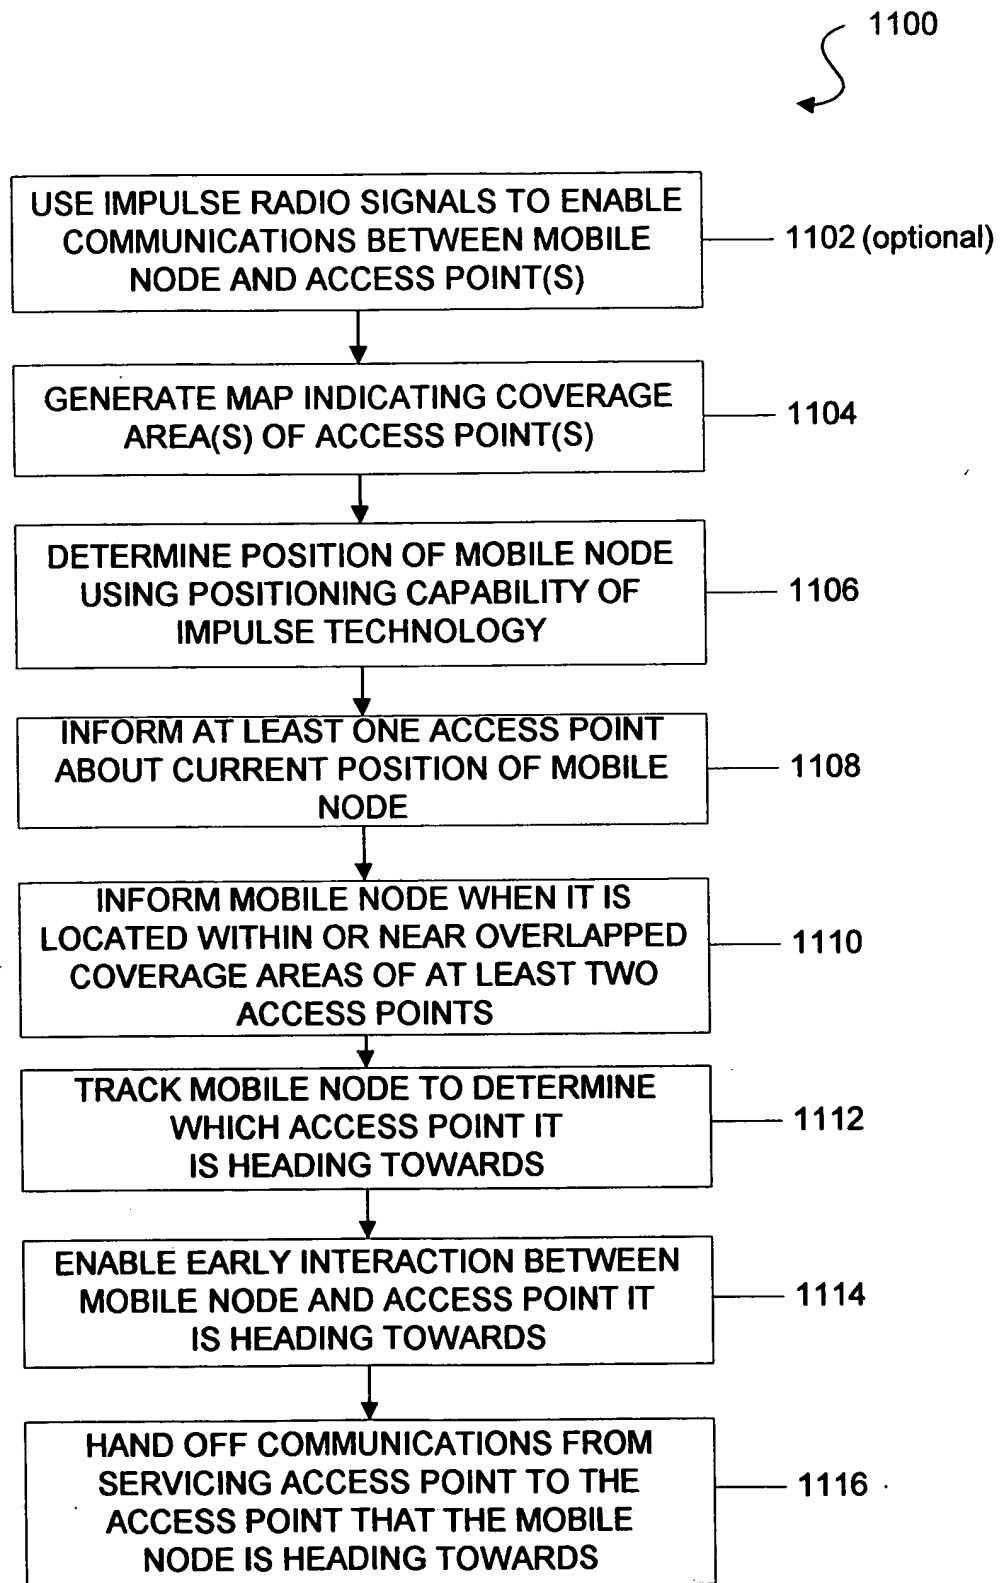 1100
USE IMPULSE RADIO SIGNALS TO ENABLE
COMMUNICATIONS BETWEEN MOBILE
NODE AND ACCESS POINT(S)
1102 (optional)
GENERATE MAP INDICATING COVERAGE
AREA(S) OF ACCESS POINT(S)
1104
DETERMINE POSITION OF MOBILE NODE
USING POSITIONING CAPABILITY OF
IMPULSE TECHNOLOGY
1106
INFORM AT LEAST ONE ACCESS POINT
ABOUT CURRENT POSITION OF MOBILE
NODE
1108
INFORM MOBILE NODE WHEN IT IS
LOCATED WITHIN OR NEAR OVERLAPPED
COVERAGE AREAS OF AT LEAST TWO
ACCESS POINTS
1110
TRACK MOBILE NODE TO DETERMINE
WHICH ACCESS POINT IT
IS HEADING TOWARDS
1112
ENABLE EARLY INTERACTION BETWEEN
MOBILE NODE AND ACCESS POINT IT
IS HEADING TOWARDS
1114
HAND OFF COMMUNICATIONS FROM
SERVICING ACCESS POINT TO THE
ACCESS POINT THAT THE MOBILE
NODE IS HEADING TOWARDS
1116